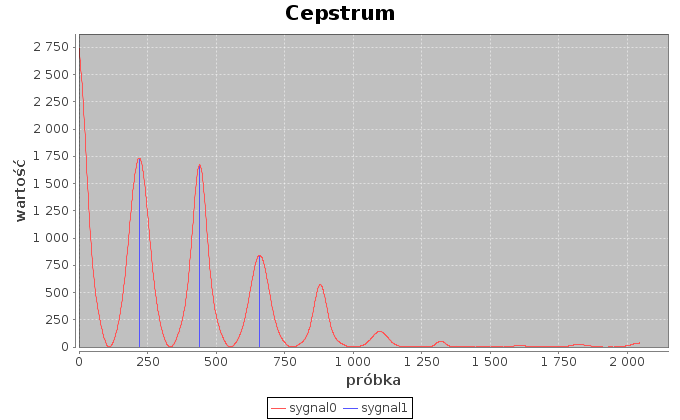 Cepstrum
wartość
2 750
2 500
2 250
2 000
1 750
1 500
1 250
1 000
750
500
250
0
0 250 500 750 1 000 1 250 1 500 1 750 2 000
próbka
sygnal0 sygnal1